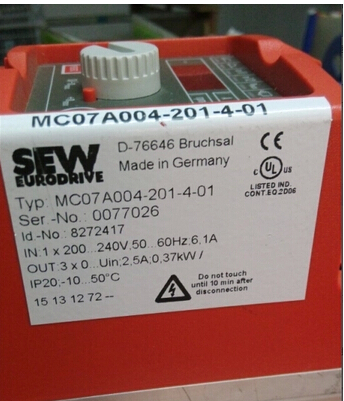 MC07A004-201-4-01
SEW
EURODRIVE
D-76646 Bruchsal
Made in Germany
CE
C UL US
LISTED IND.
CONT.EQ.2D06
Typ: MC07A004-201-4-01
Ser.-No.: 0077026
Id.-No.: 8272417
IN:1 x 200...240V.50...60Hz;6,1A
OUT:3 x 0...Uin;2,5A;0,37kW /
IP20;-10...50°C
15 13 12 72 --
Do not touch
until 10 min after
disconnection